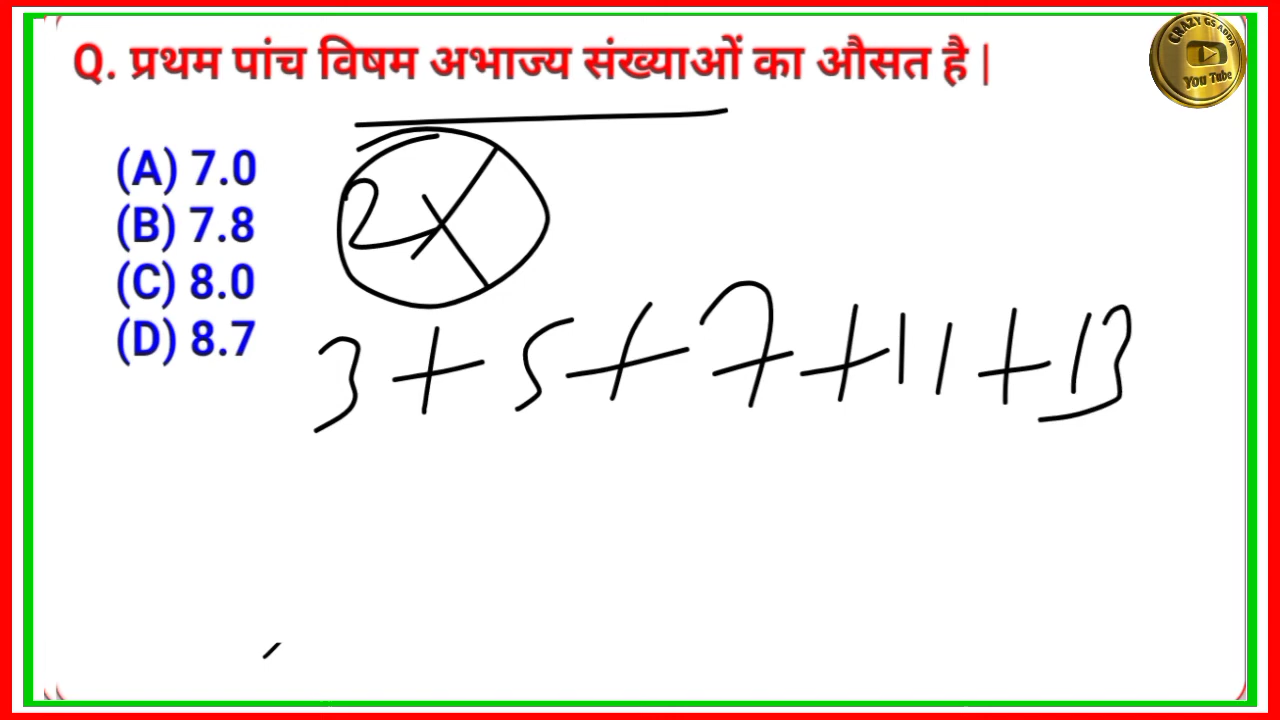 Q. प्रथम पांच विषम अभाज्य संख्याओं का औसत है |
CRAZY GS ADDA
You Tube
(A) 7.0
(B) 7.8
(C) 8.0
(D) 8.7
2
3 + 5 + 7 + 11 + 13